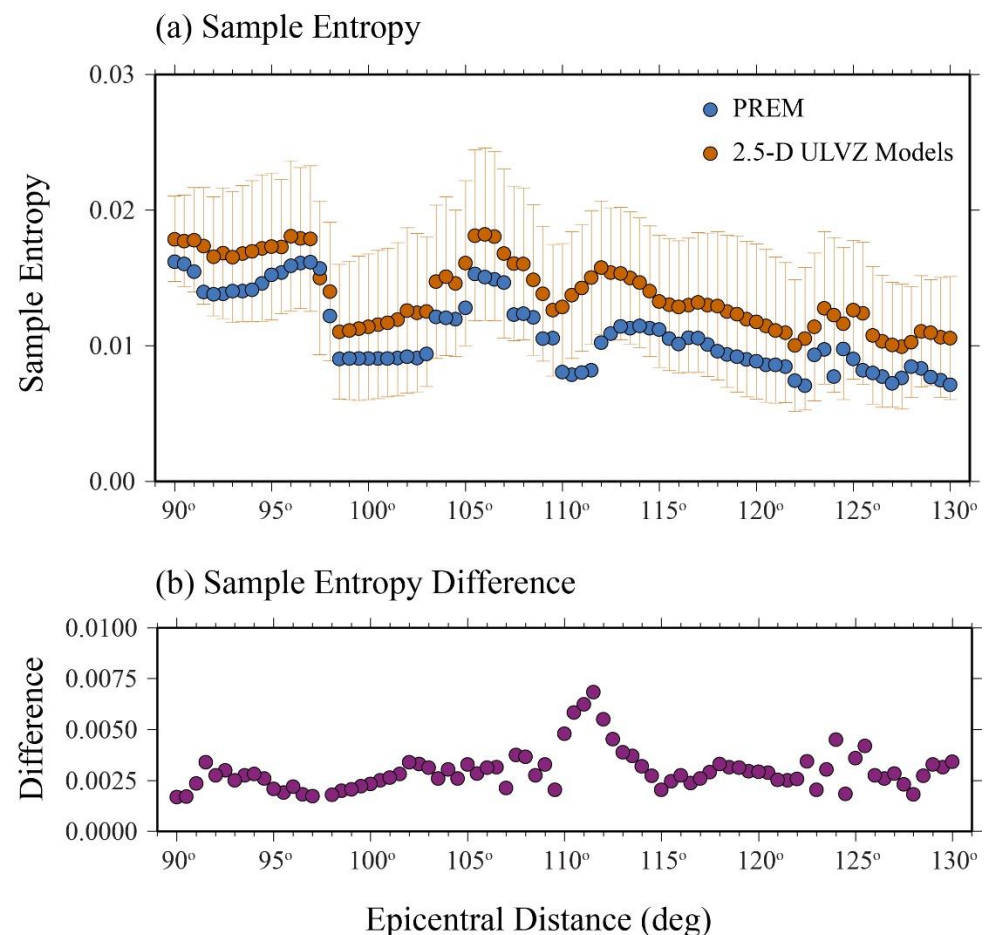 (a) Sample Entropy
0.03
PREM
2.5-D ULVZ Models
0.02
Sample Entropy
0.01
0.00
90° 95° 100° 105° 110° 115° 120° 125° 130°
(b) Sample Entropy Difference
0.0100
0.0075
Difference
0.0050
0.0025
0.0000
90° 95° 100° 105° 110° 115° 120° 125° 130°
Epicentral Distance (deg)